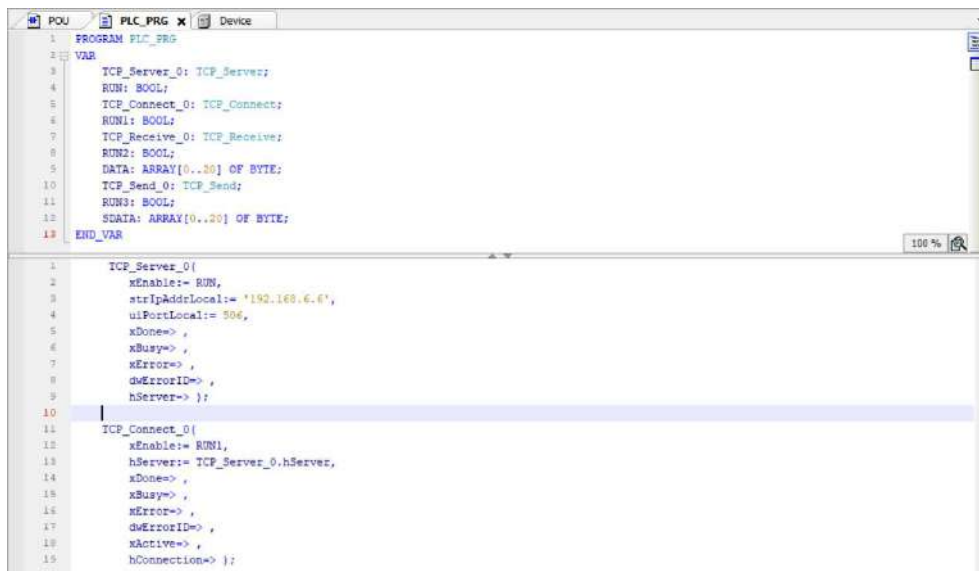 POU PLC_PRG Device
1 PROGRAM PLC_PRG
2 VAR
3 TCP_Server_0: TCP_Server;
4 RUN: BOOL;
5 TCP_Connect_0: TCP_Connect;
6 RUN1: BOOL;
7 TCP_Receive_0: TCP_Receive;
8 RUN2: BOOL;
9 DATA: ARRAY[0..20] OF BYTE;
10 TCP_Send_0: TCP_Send;
11 RUN3: BOOL;
12 SDATA: ARRAY[0..20] OF BYTE;
13 END_VAR
100 %
1 TCP_Server_0(
2 xEnable:= RUN,
3 strIpAddrLocal:= '192.168.6.6',
4 uiPortLocal:= 506,
5 xDone=> ,
6 xBusy=> ,
7 xError=> ,
8 dwErrorID=> ,
9 hServer=> );
10
11 TCP_Connect_0(
12 xEnable:= RUN1,
13 hServer:= TCP_Server_0.hServer,
14 xDone=> ,
15 xBusy=> ,
16 xError=> ,
17 dwErrorID=> ,
18 xActive=> ,
19 hConnection=> );